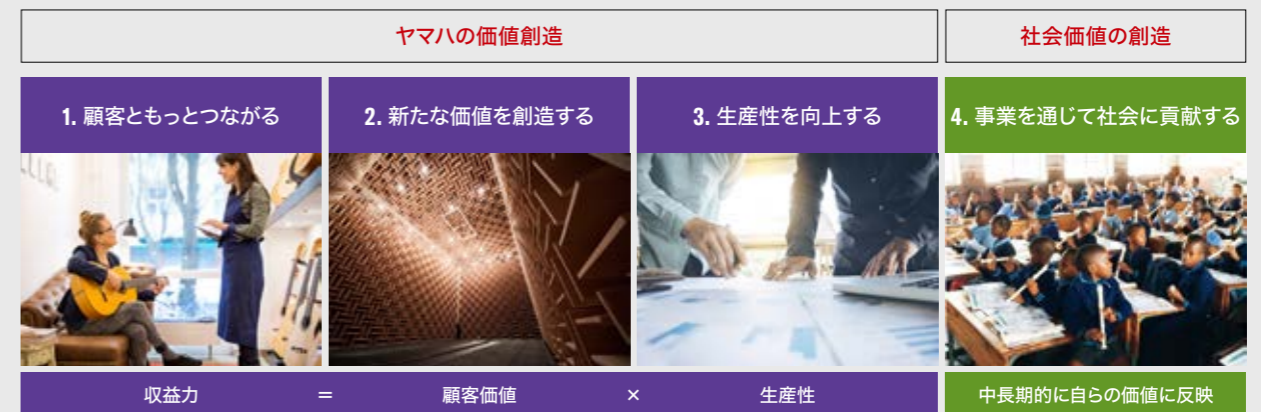 ヤマハの価値創造
社会価値の創造
1. 顧客ともっとつながる
2. 新たな価値を創造する
3. 生産性を向上する
4. 事業を通じて社会に貢献する
収益力 = 顧客価値 × 生産性
中長期的に自らの価値に反映